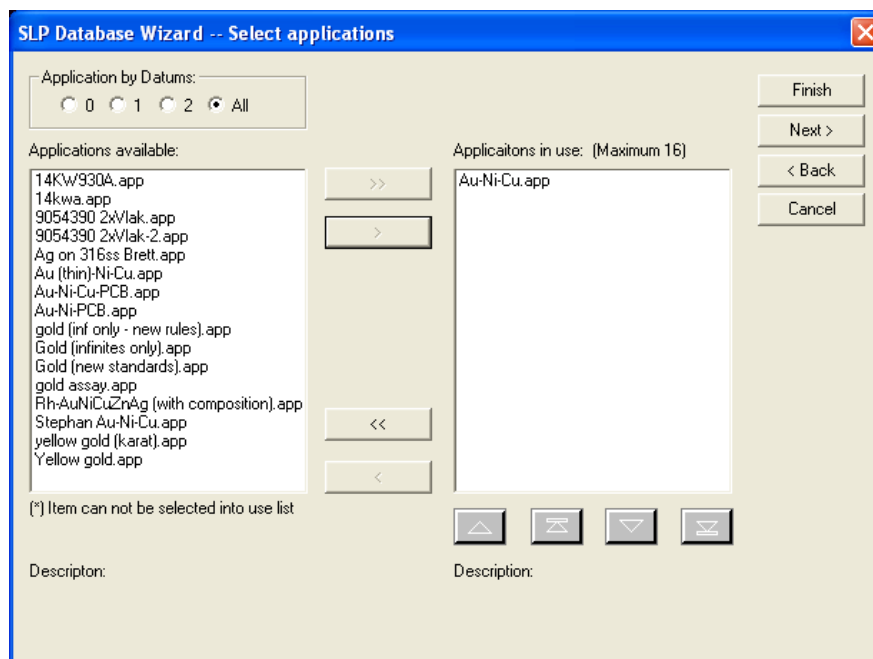 SLP Database Wizard -- Select applications
Application by Datums:
0 1 2 All
Finish
Next >
< Back
Cancel
Applications available:
14KW930A.app
14kwa.app
9054390 2xVlak.app
9054390 2xVlak-2.app
Ag on 316ss Brett.app
Au (thin)-Ni-Cu.app
Au-Ni-Cu-PCB.app
Au-Ni-PCB.app
gold (inf only - new rules).app
Gold (infinites only).app
Gold (new standards).app
gold assay.app
Rh-AuNiCuZnAg (with composition).app
Stephan Au-Ni-Cu.app
yellow gold (karat).app
Yellow gold.app
>>
>
<<
<
Applicaitons in use: (Maximum 16)
Au-Ni-Cu.app
(*) Item can not be selected into use list
Descripton:
Description: